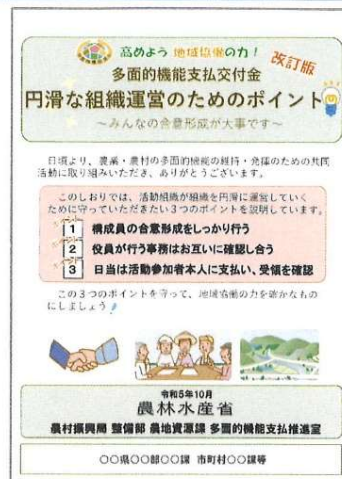 高めよう 地域協働の力!
改訂版
多面的機能支払交付金
円滑な組織運営のためのポイント
～みんなの合意形成が大事です～
日頃より、農業・農村の多面的機能の維持・発揮のための共同
活動に取り組みいただき、ありがとうございます。
このしおりでは、活動組織が組織を円滑に運営していく
ために守っていただきたい3つのポイントを説明しています。
1 構成員の合意形成をしっかり行う
2 役員が行う事務はお互いに確認し合う
3 日当は活動参加者本人に支払い、受領を確認
この3つのポイントを守って、地域協働の力を確かなもの
にしましょう!
令和5年10月
農林水産省
農村振興局 整備部 農地資源課 多面的機能支払推進室
〇〇県〇〇部〇〇課 市町村〇〇課等